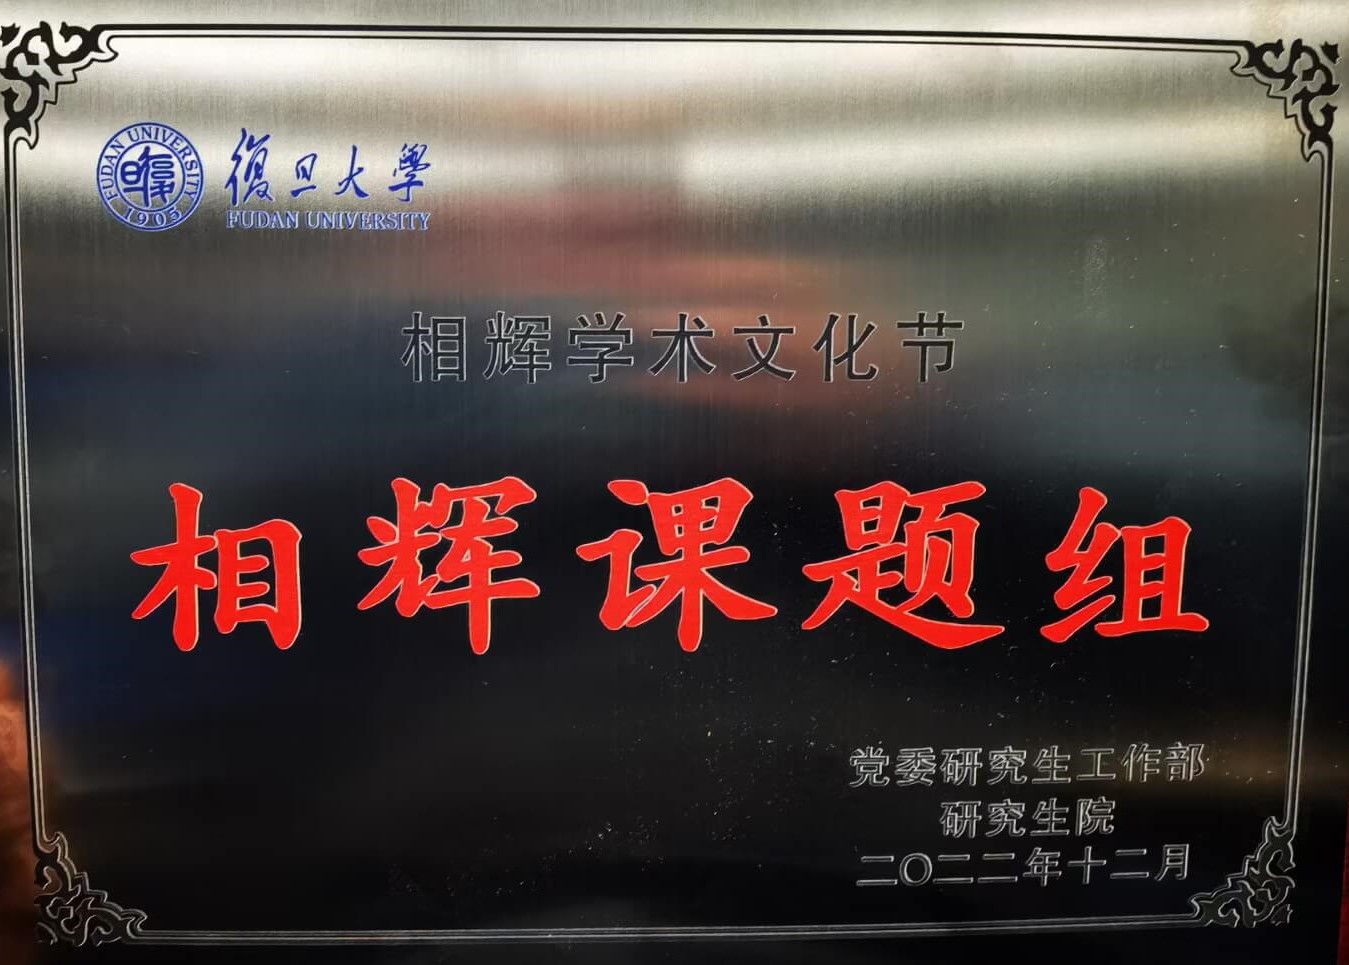 FUDAN UNIVERSITY
1905
復旦大學
FUDAN UNIVERSITY
相辉学术文化节
相辉课题组
党委研究生工作部
研究生院
二〇二二年十二月